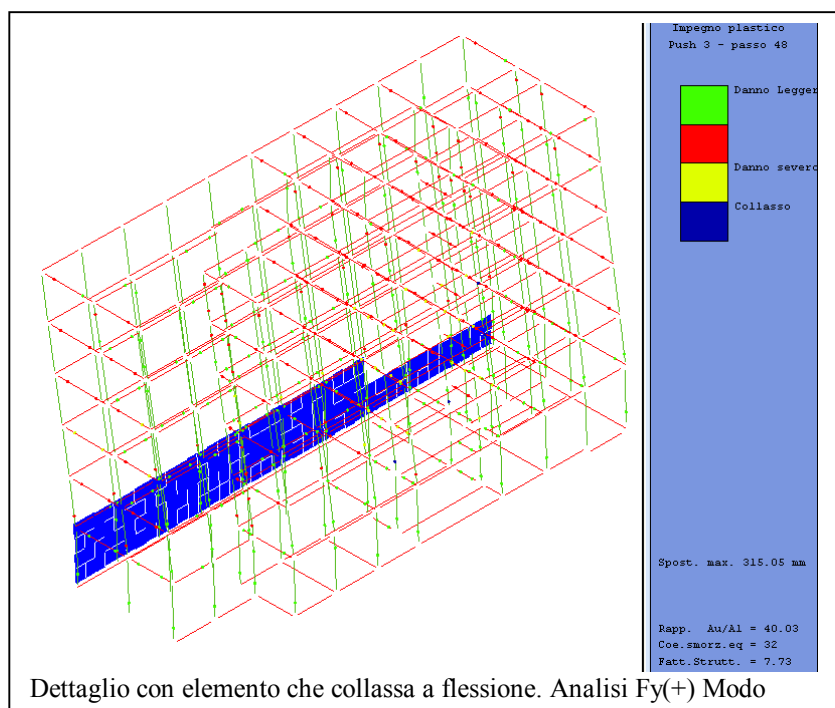 Impegno plastico
Push 3 - passo 48
Danno Legger
Danno severo
Collasso
Spost. max. 315.05 mm
Rapp. Au/Al = 40.03
Coe.smorz.eq = 32
Fatt.Strutt. = 7.73
Dettaglio con elemento che collassa a flessione. Analisi Fy(+) Modo